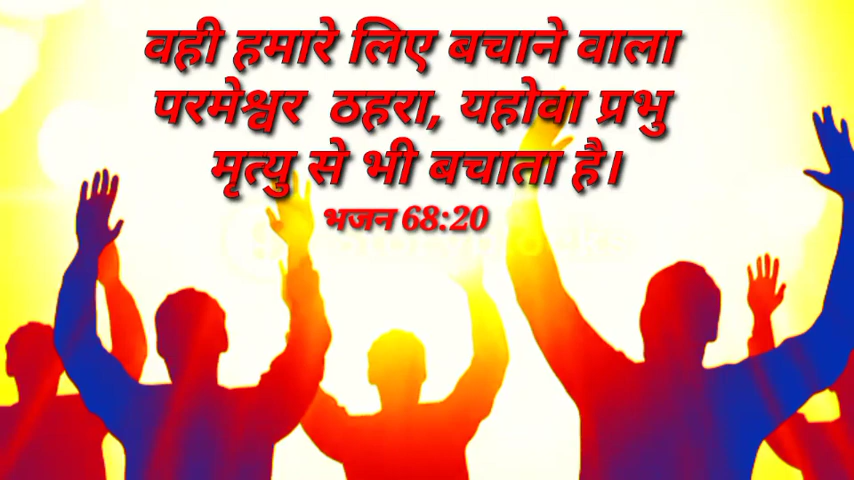 वही हमारे लिए बचाने वाला
परमेश्वर ठहरा, यहोवा प्रभु
मृत्यु से भी बचाता है।
भजन 68:20